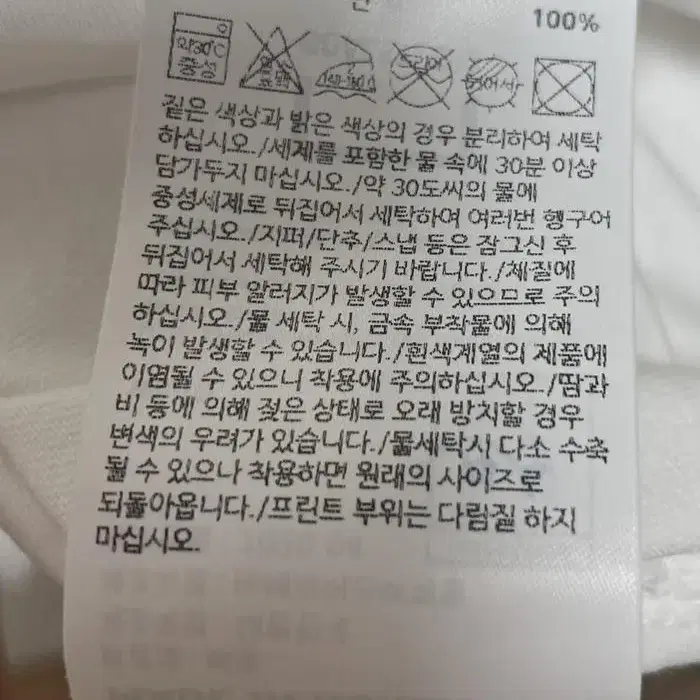 100%
약30℃
중성
140~160℃
드라이
짙은 색상과 밝은 색상의 경우 분리하여 세탁
하십시오./세제를 포함한 물 속에 30분 이상
담가두지 마십시오./약 30도씨의 물에
중성세제로 뒤집어서 세탁하여 여러번 헹구어
주십시오./지퍼/단추/스냅 등은 잠그신 후
뒤집어서 세탁해 주시기 바랍니다./체질에
따라 피부 알러지가 발생할 수 있으므로 주의
하십시오./물 세탁 시, 금속 부착물에 의해
녹이 발생할 수 있습니다./흰색계열의 제품에
이염될 수 있으니 착용에 주의하십시오./땀과
비 등에 의해 젖은 상태로 오래 방치할 경우
변색의 우려가 있습니다./물세탁시 다소 수축
될 수 있으나 착용하면 원래의 사이즈로
되돌아옵니다./프린트 부위는 다림질 하지
마십시오.